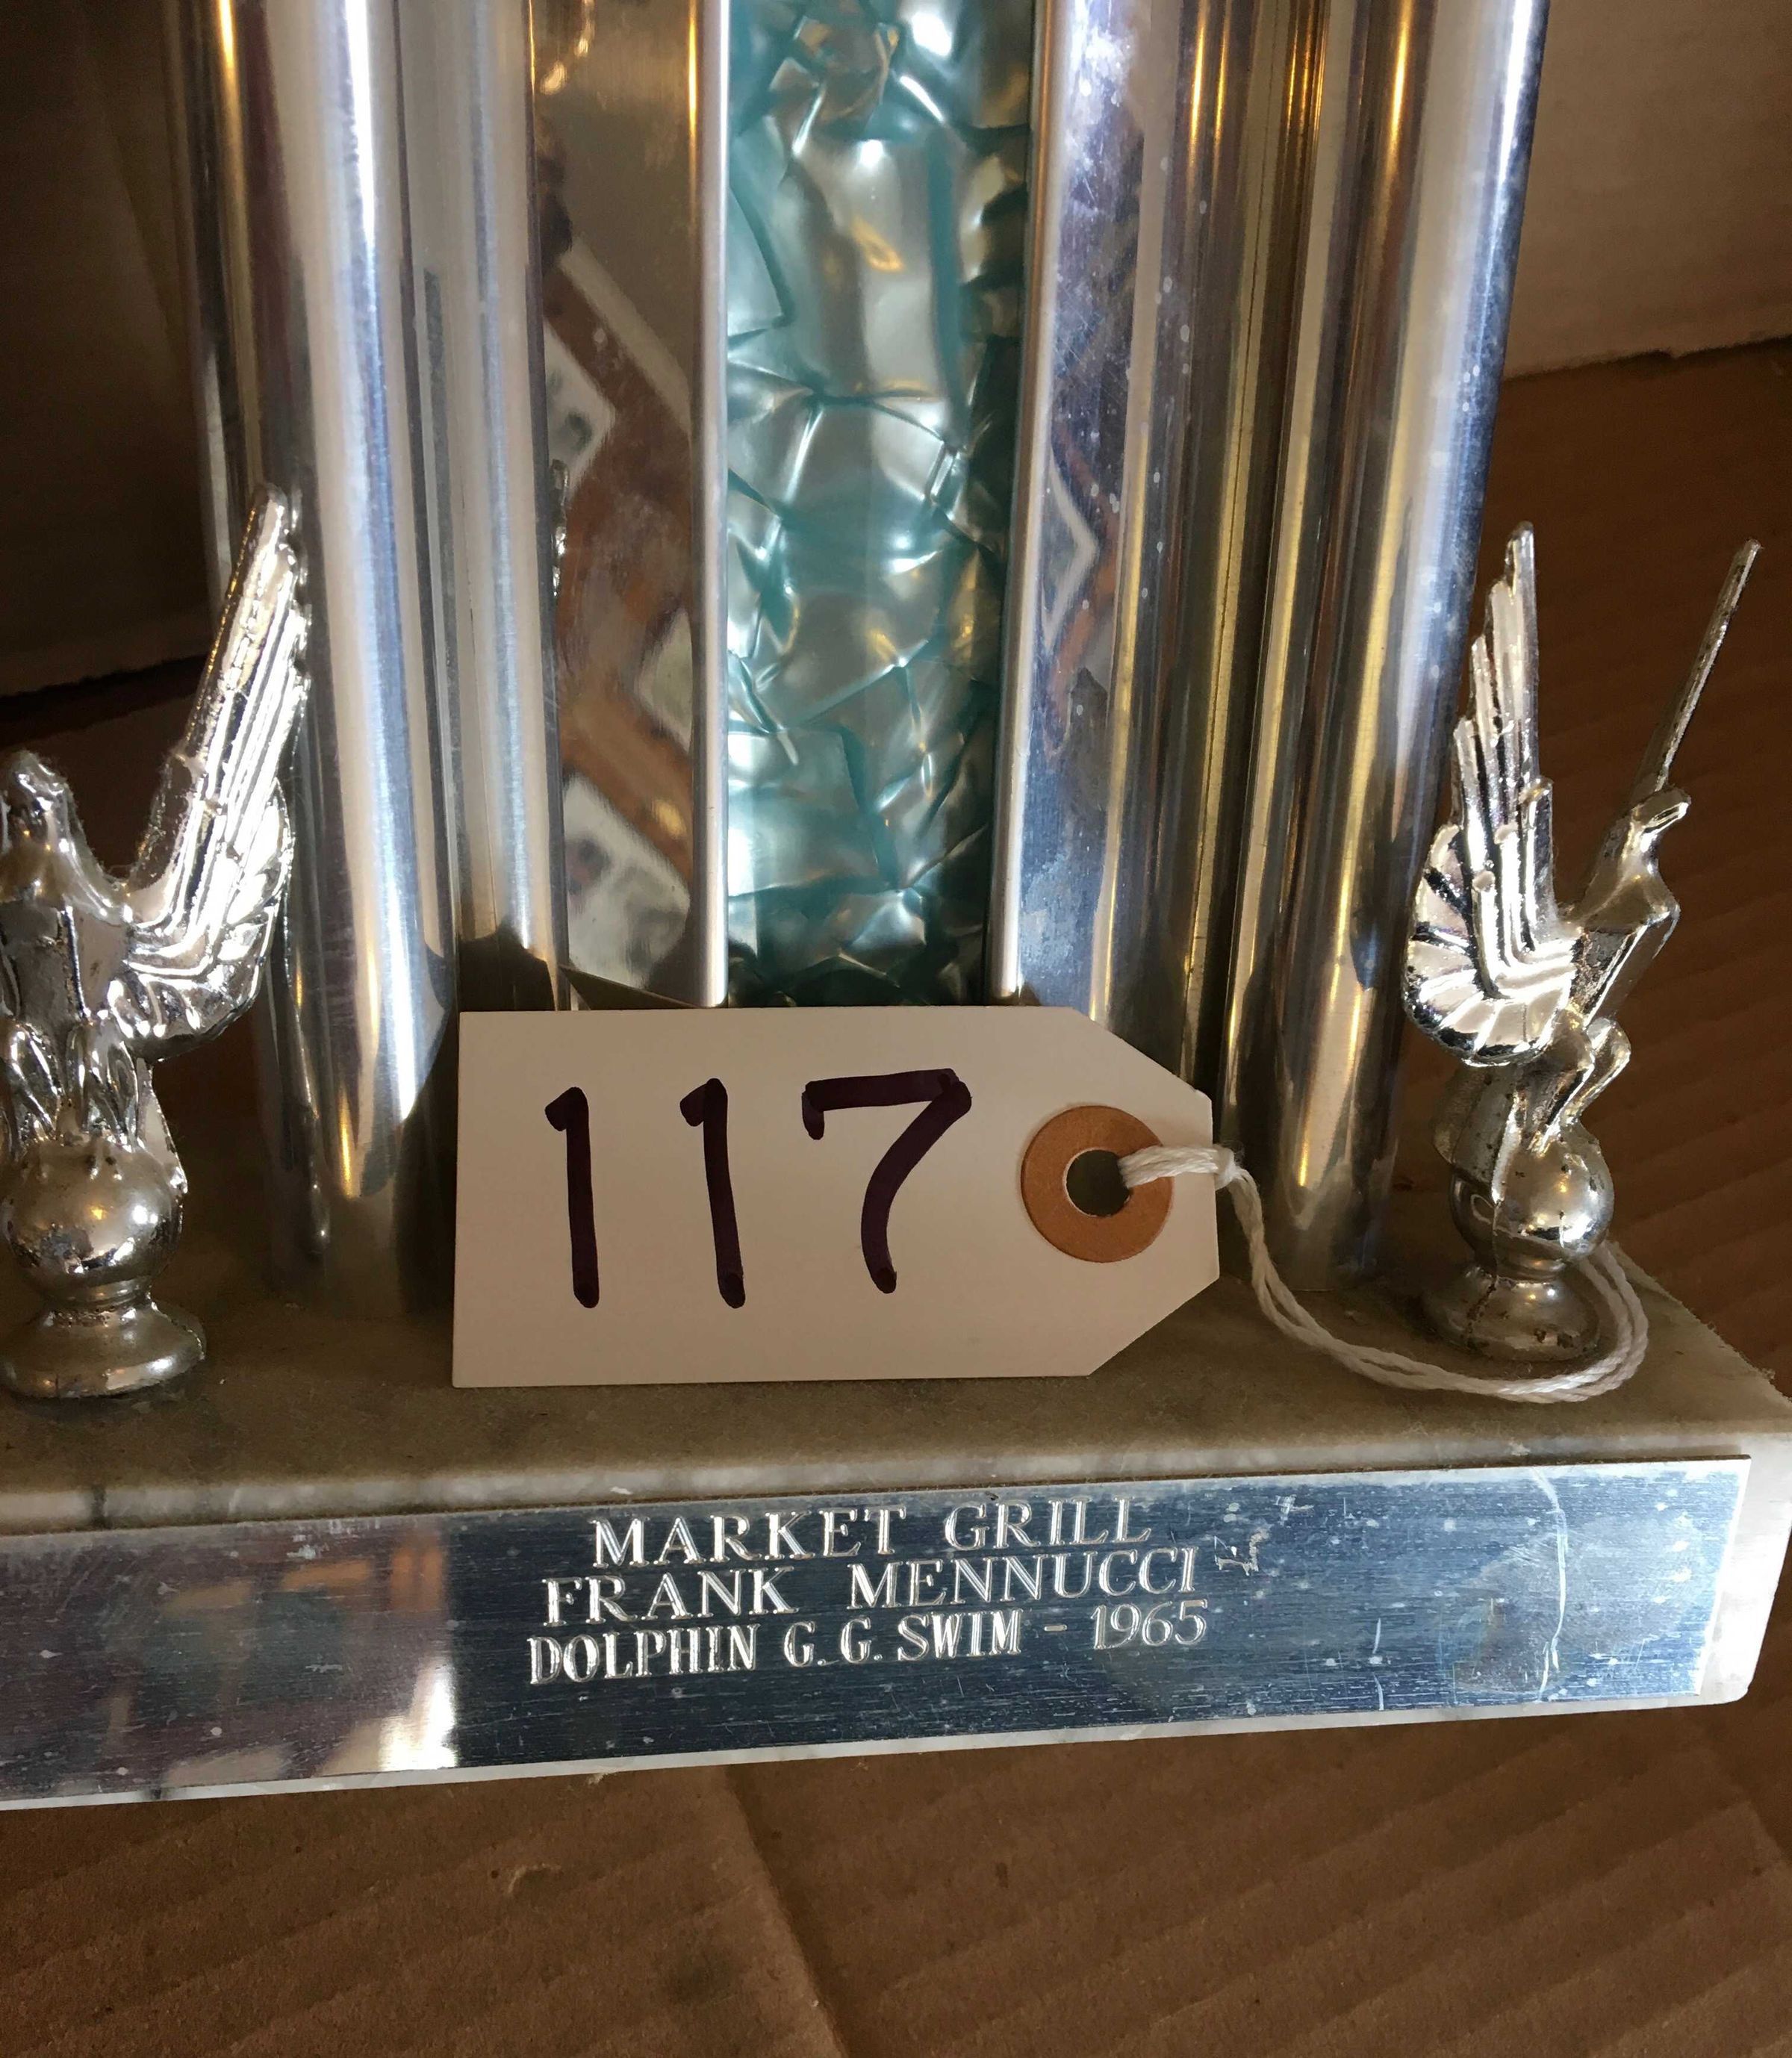 117
MARKET GRILL
FRANK MENNUCCI
DOLPHIN G.G. SWIM - 1965